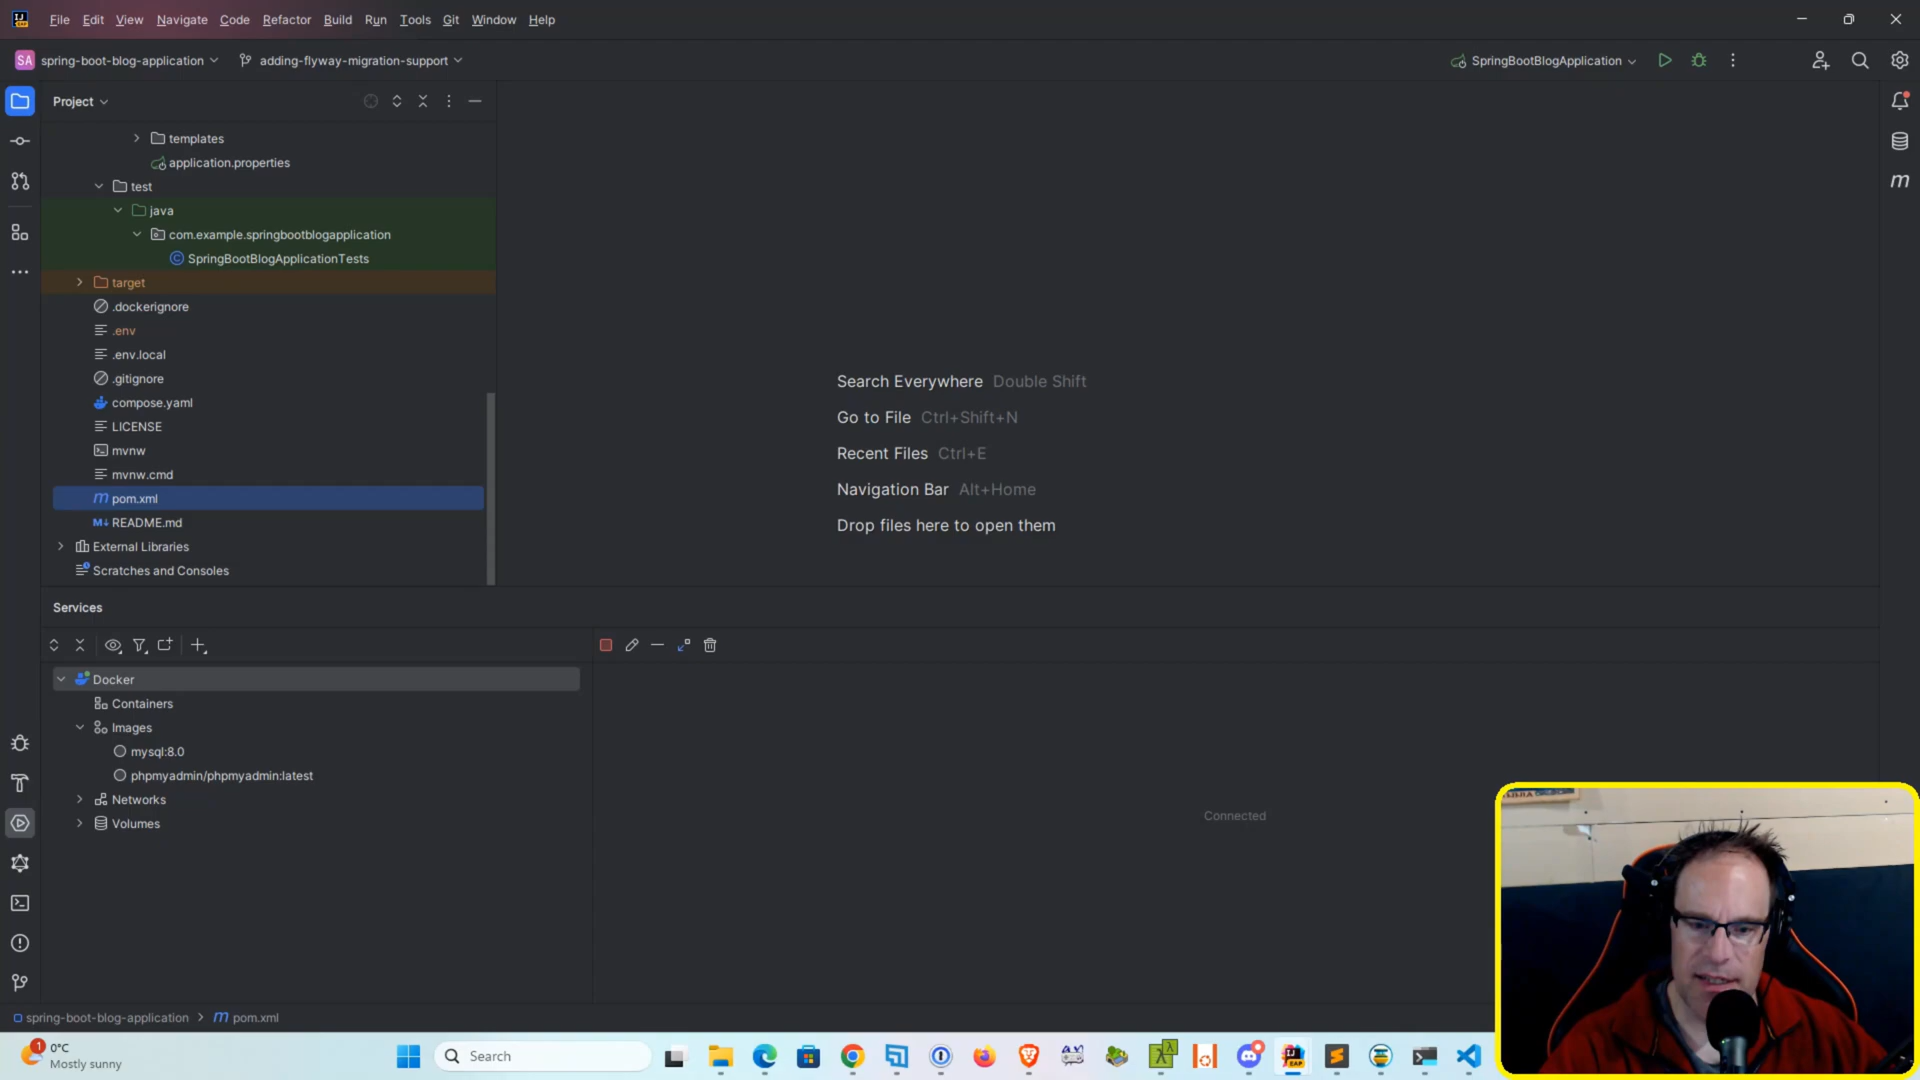 File Edit View Navigate Code Refactor Build Run Tools Git Window Help
SA spring-boot-blog-application adding-flyway-migration-support SpringBootBlogApplication
Project
templates
application.properties
test
java
com.example.springbootblogapplication
SpringBootBlogApplicationTests
target
.dockerignore
.env
.env.local
.gitignore
compose.yaml
LICENSE
mvnw
mvnw.cmd
pom.xml
README.md
External Libraries
Scratches and Consoles
Search Everywhere Double Shift
Go to File Ctrl+Shift+N
Recent Files Ctrl+E
Navigation Bar Alt+Home
Drop files here to open them
Services
Docker
Containers
Images
mysql:8.0
phpmyadmin/phpmyadmin:latest
Networks
Volumes
Connected
spring-boot-blog-application > pom.xml
1
0°C
Mostly sunny
Search